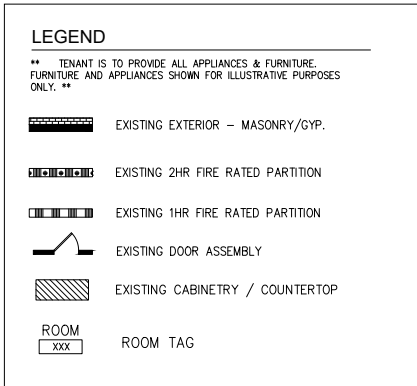 LEGEND
** TENANT IS TO PROVIDE ALL APPLIANCES & FURNITURE.
FURNITURE AND APPLIANCES SHOWN FOR ILLUSTRATIVE PURPOSES
ONLY. **
EXISTING EXTERIOR – MASONRY/GYP.
EXISTING 2HR FIRE RATED PARTITION
EXISTING 1HR FIRE RATED PARTITION
EXISTING DOOR ASSEMBLY
EXISTING CABINETRY / COUNTERTOP
ROOM
XXX
ROOM TAG